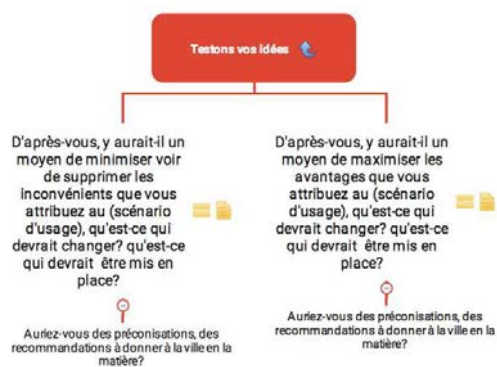 Testons vos idées
D'après-vous, y aurait-il un
moyen de minimiser voir
de supprimer les
inconvénients que vous
attribuez au (scénario
d'usage), qu'est-ce qui
devrait changer? qu'est-ce
qui devrait être mis en
place?
Auriez-vous des préconisations, des
recommandations à donner à la ville en la
matière?
D'après-vous, y aurait-il un
moyen de maximiser les
avantages que vous
attribuez au (scénario
d'usage), qu'est-ce qui
devrait changer? qu'est-ce
qui devrait être mis en
place?
Auriez-vous des préconisations, des
recommandations à donner à la ville en la
matière?